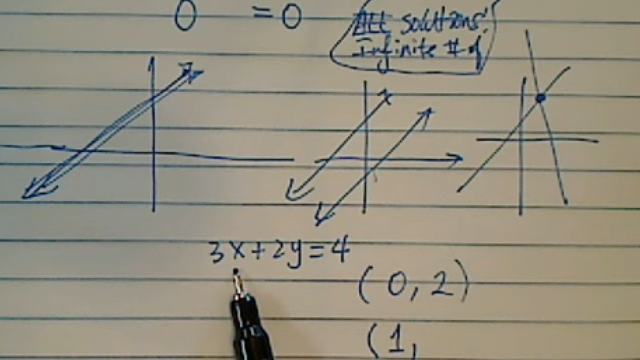 0 = 0
All solutions!
Infinite # of
3x+2y=4
(0, 2)
(1,